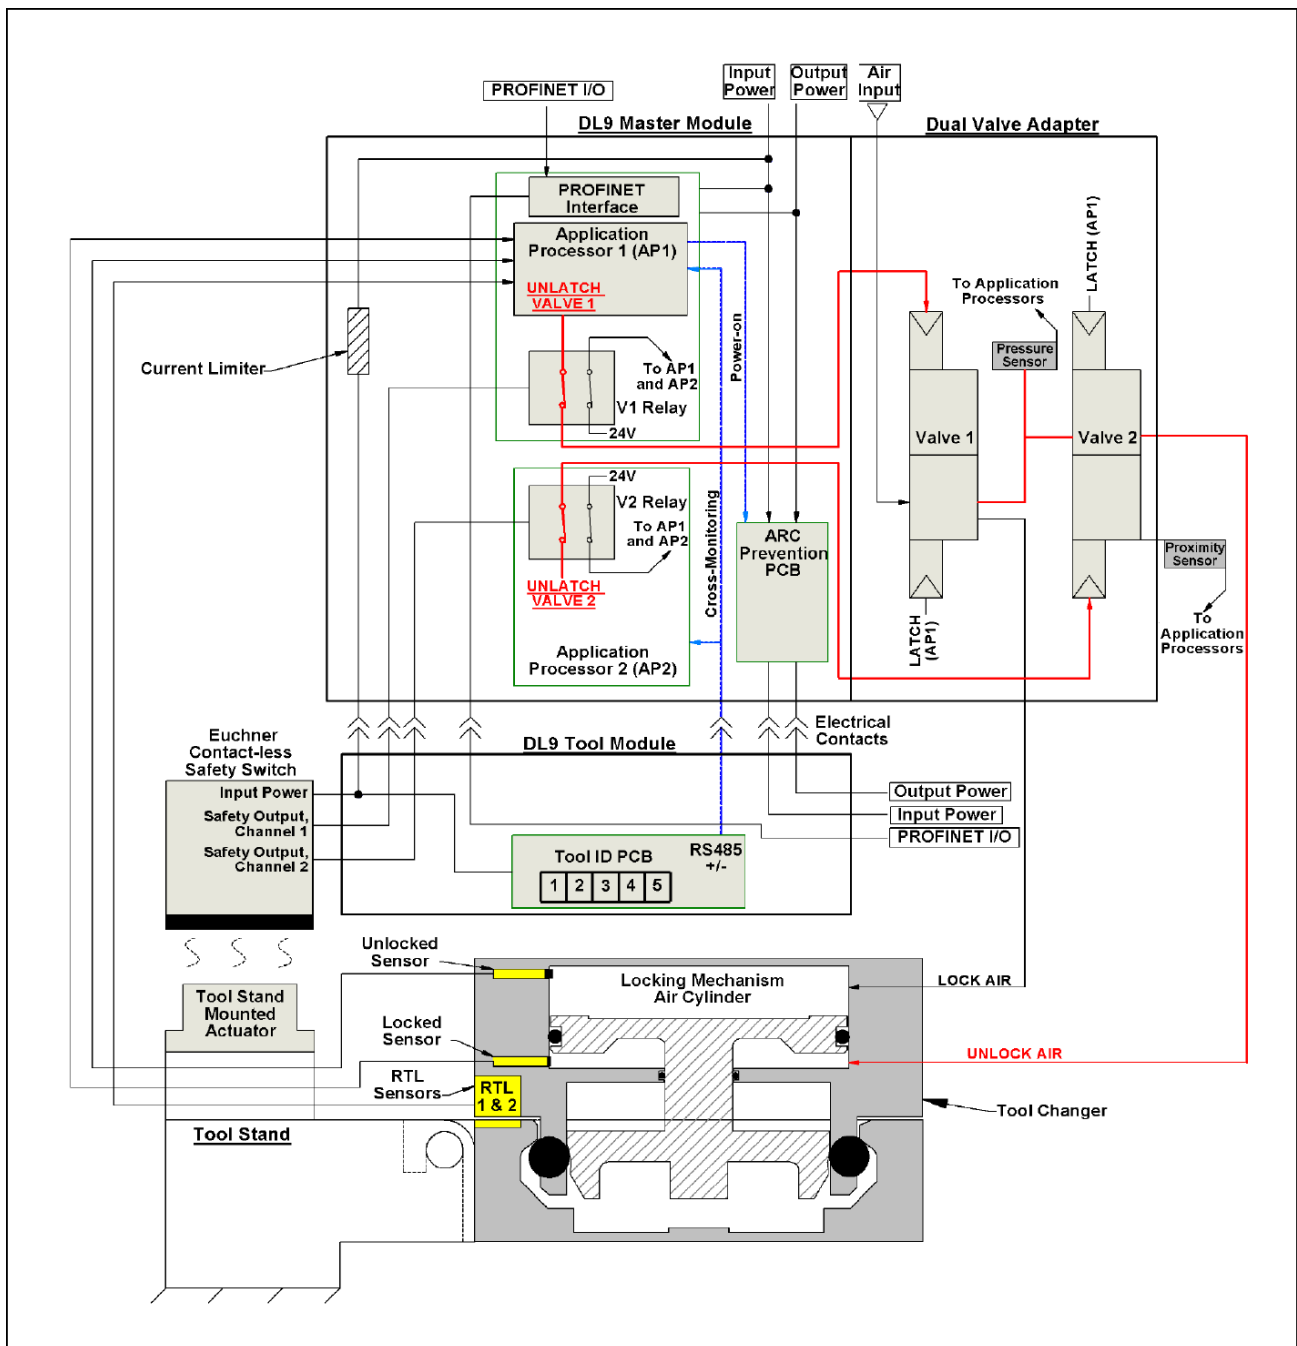 Input
Power
Output
Power
Air
Input
PROFINET I/O
DL9 Master Module
Dual Valve Adapter
PROFINET
Interface
Application
Processor 1 (AP1)
UNLATCH
VALVE 1
LATCH (AP1)
To Application
Processors
Pressure
Sensor
Current Limiter
Power-on
To AP1
and AP2
V1 Relay
24V
Valve 1
Valve 2
24V
V2 Relay
To AP1
and AP2
UNLATCH
VALVE 2
Cross-Monitoring
ARC
Prevention
PCB
Proximity
Sensor
To
Application
Processors
LATCH
(AP1)
Application
Processor 2 (AP2)
Electrical
Contacts
Euchner
Contact-less
Safety Switch
DL9 Tool Module
Input Power
Safety Output,
Channel 1
Safety Output,
Channel 2
Output Power
Input Power
PROFINET I/O
Tool ID PCB
RS485
+/-
1 2 3 4 5
Unlocked
Sensor
Locking Mechanism
Air Cylinder
LOCK AIR
Tool Stand
Mounted
Actuator
Locked
Sensor
UNLOCK AIR
RTL
Sensors
RTL
1 & 2
Tool Changer
Tool Stand